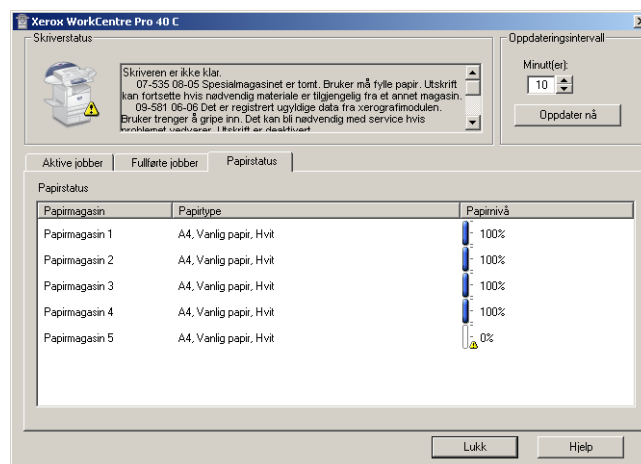 Xerox WorkCentre Pro 40 C
Skriverstatus
Skriveren er ikke klar.
07-535 08-05 Spesialmagasinet er tomt. Bruker må fylle papir. Utskrift
kan fortsette hvis nødvendig materiale er tilgjengelig fra et annet magasin.
09-581 06-06 Det er registrert ugyldige data fra xerografimodulen.
Bruker trenger å gripe inn. Det kan bli nødvendig med service hvis
problemet vedvarer. Utskrift er deaktivert.
Oppdateringsintervall
Minutt(er):
10
Oppdater nå
Aktive jobber
Fullførte jobber
Papirstatus
Papirstatus
Papirmagasin Papirtype Papirnivå
Papirmagasin 1 A4, Vanlig papir, Hvit 100%
Papirmagasin 2 A4, Vanlig papir, Hvit 100%
Papirmagasin 3 A4, Vanlig papir, Hvit 100%
Papirmagasin 4 A4, Vanlig papir, Hvit 100%
Papirmagasin 5 A4, Vanlig papir, Hvit 0%
Lukk
Hjelp